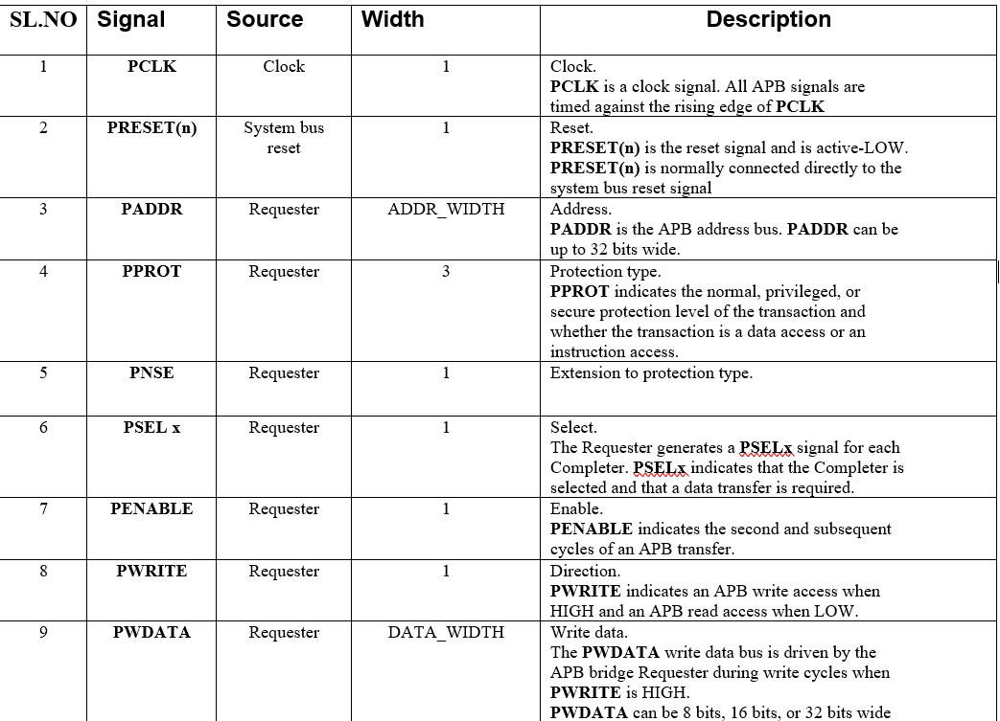 SL.NO Signal Source Width Description
1 PCLK Clock 1 Clock.
PCLK is a clock signal. All APB signals are
timed against the rising edge of PCLK
2 PRESET(n) System bus 1 Reset.
reset PRESET(n) is the reset signal and is active-LOW.
PRESET(n) is normally connected directly to the
system bus reset signal
3 PADDR Requester ADDR_WIDTH Address.
PADDR is the APB address bus. PADDR can be
up to 32 bits wide.
4 PPROT Requester 3 Protection type.
PPROT indicates the normal, privileged, or
secure protection level of the transaction and
whether the transaction is a data access or an
instruction access.
5 PNSE Requester 1 Extension to protection type.
6 PSEL x Requester 1 Select.
The Requester generates a PSELx signal for each
Completer. PSELx indicates that the Completer is
selected and that a data transfer is required.
7 PENABLE Requester 1 Enable.
PENABLE indicates the second and subsequent
cycles of an APB transfer.
8 PWRITE Requester 1 Direction.
PWRITE indicates an APB write access when
HIGH and an APB read access when LOW.
9 PWDATA Requester DATA_WIDTH Write data.
The PWDATA write data bus is driven by the
APB bridge Requester during write cycles when
PWRITE is HIGH.
PWDATA can be 8 bits, 16 bits, or 32 bits wide